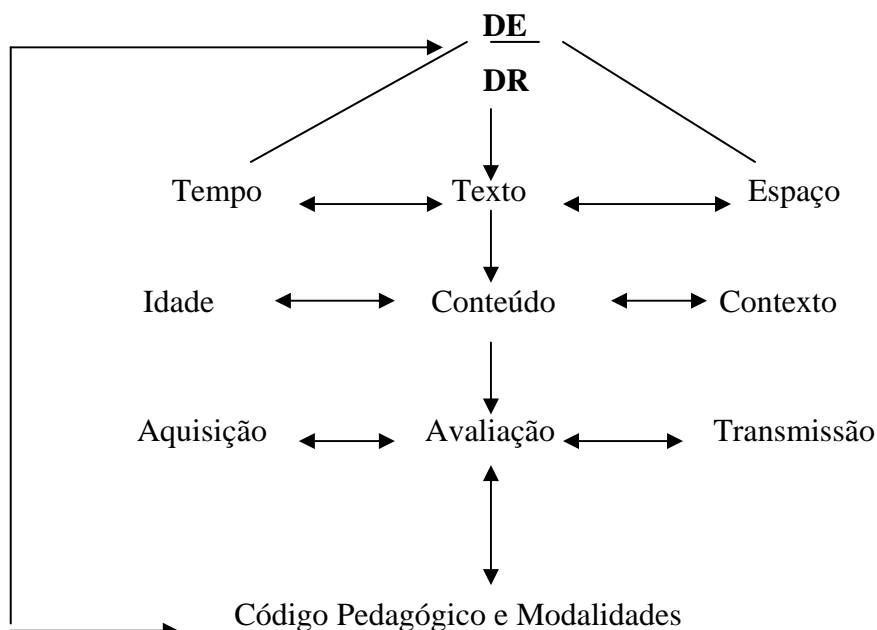 DE
DR
Tempo Texto Espaço
Idade Conteúdo Contexto
Aquisição Avaliação Transmissão
Código Pedagógico e Modalidades